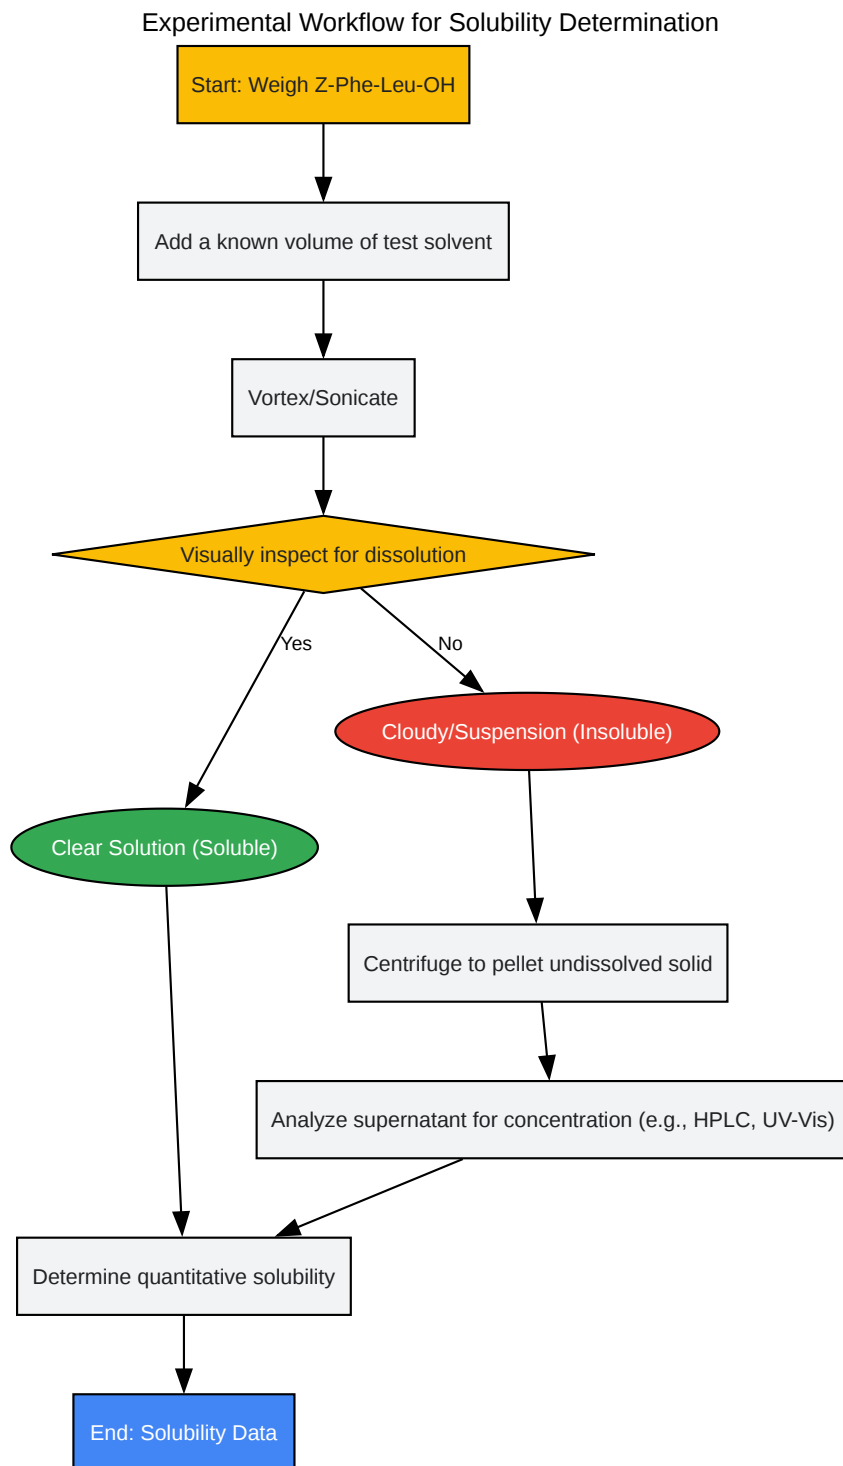 Experimental Workflow for Solubility Determination
Start: Weigh Z-Phe-Leu-OH
Add a known volume of test solvent
Vortex/Sonicate
Visually inspect for dissolution
Yes
No
Cloudy/Suspension (Insoluble)
Clear Solution (Soluble)
Centrifuge to pellet undissolved solid
Analyze supernatant for concentration (e.g., HPLC, UV-Vis)
Determine quantitative solubility
End: Solubility Data